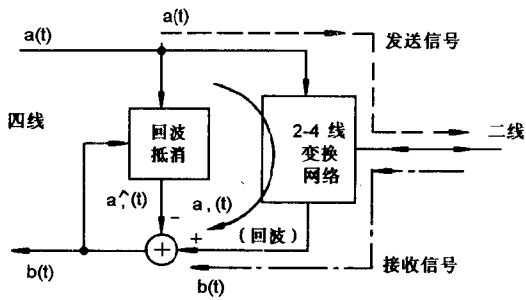 a(t)
a(t)
发送信号
四线
回波
抵消
2-4 线
变换
网络
二线
a,^(t)
−
a,(t)
+
(回波)
+
b(t)
b(t)
接收信号